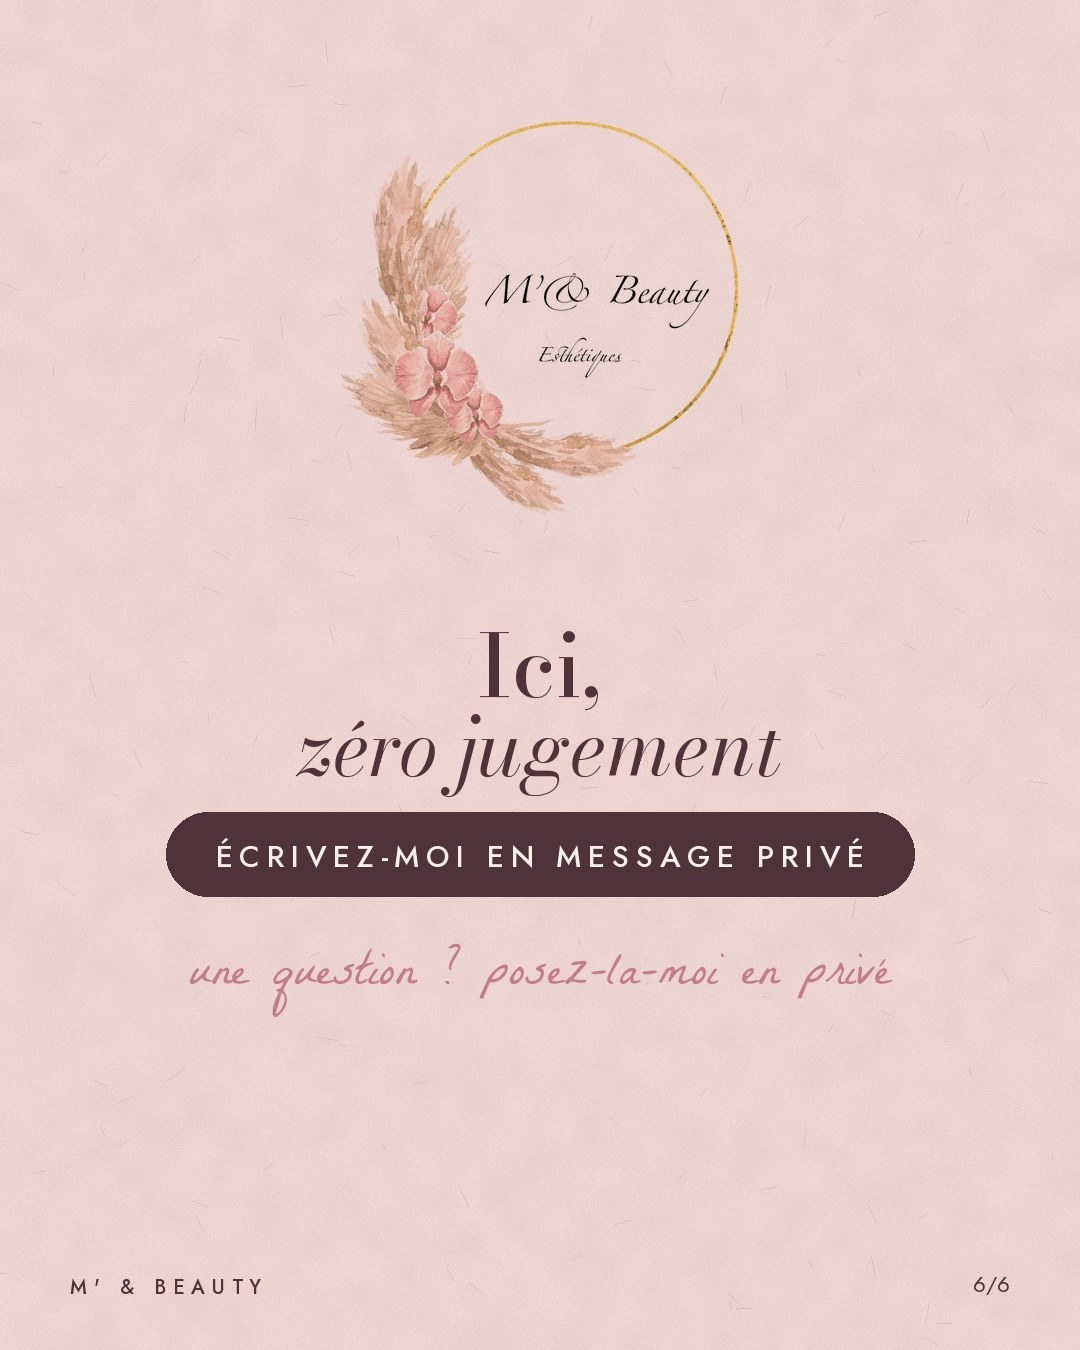 M'& Beauty
Esthétiques
Ici,
zéro jugement
ÉCRIVEZ-MOI EN MESSAGE PRIVÉ
une question ? posez-la-moi en privé
M' & BEAUTY
6/6